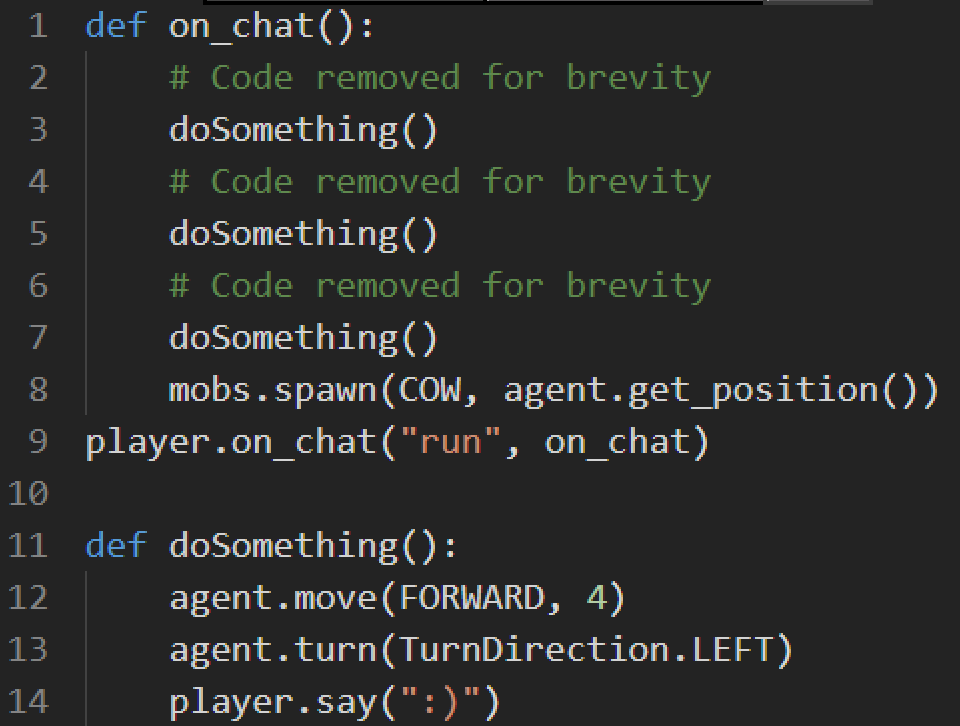 1 def on_chat():
2     # Code removed for brevity
3     doSomething()
4     # Code removed for brevity
5     doSomething()
6     # Code removed for brevity
7     doSomething()
8     mobs.spawn(COW, agent.get_position())
9 player.on_chat("run", on_chat)
10
11 def doSomething():
12     agent.move(FORWARD, 4)
13     agent.turn(TurnDirection.LEFT)
14     player.say(":)")